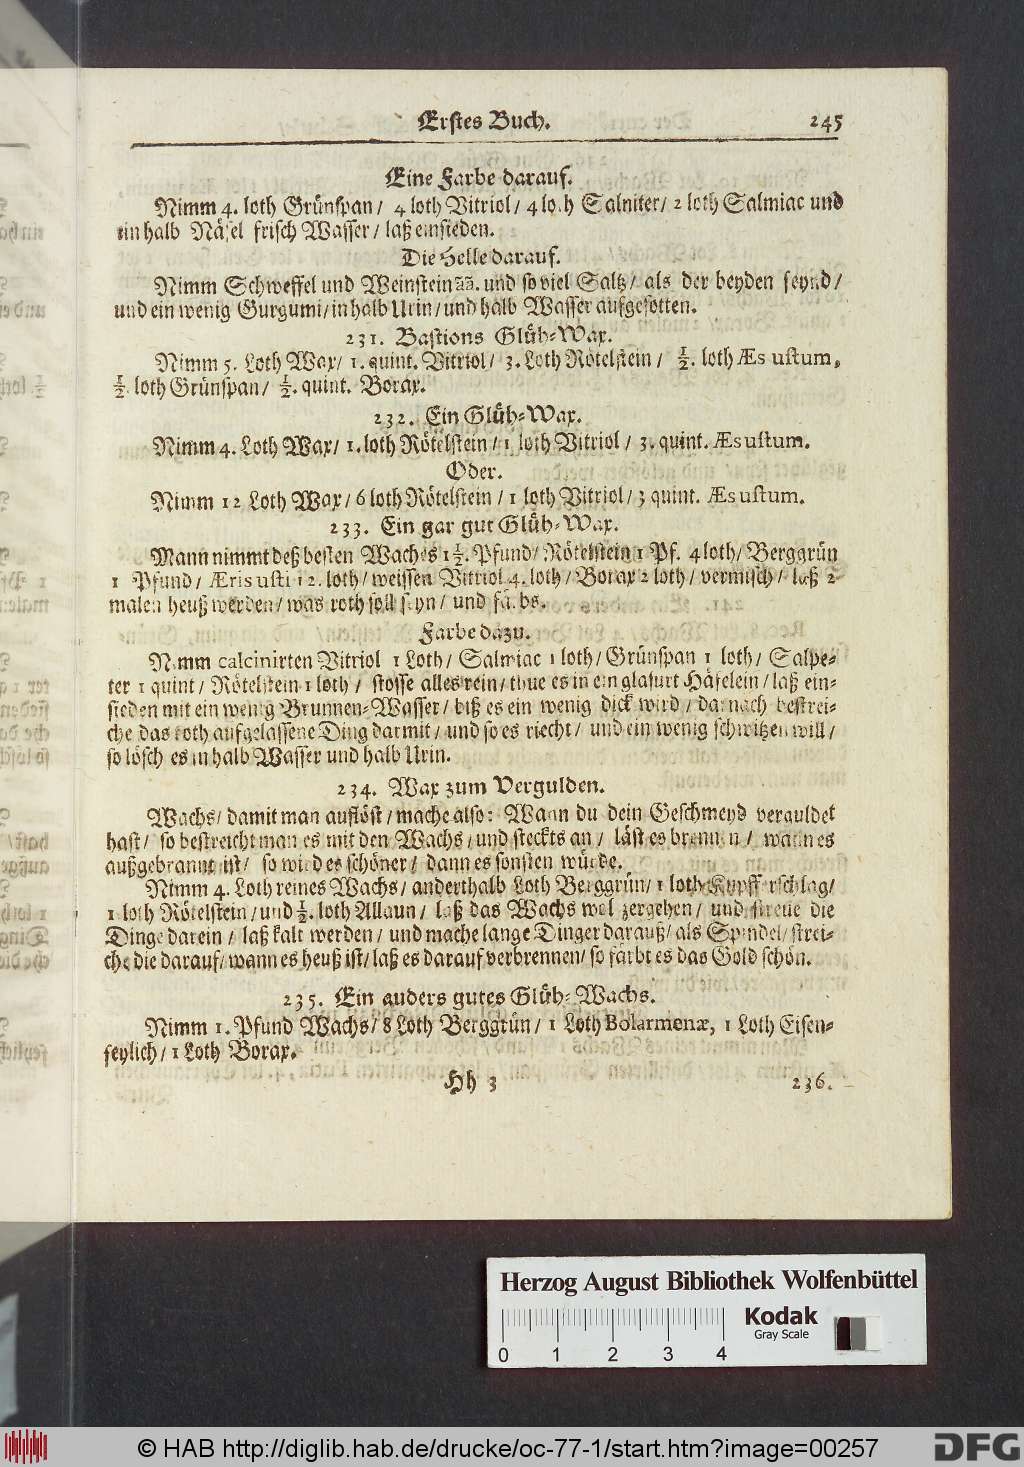 Erstes Buch. 245
Eine Farbe darauf.
Nimm 4. loth Grünspan/ 4 loth Vitriol/ 4 loth Salniter/ 2 loth Salmiac und
ein halb Näsel frisch Wasser/ laß einsieden.
Die Helle darauf.
Nimm Schweffel und Weinstein āā. und so viel Saltz/ als der beyden seynd/
und ein wenig Gurgumi/ in halb Urin/ und halb Wasser aufgesotten.
231. Bastions Glüh-Wax.
Nimm 5. Loth Wax/ 1. quint. Vitriol/ 3. Loth Rötelstein/ ½. loth Æs ustum,
½. loth Grünspan/ ½. quint. Borax.
232. Ein Glüh-Wax.
Nimm 4. Loth Wax/ 1. loth Rötelstein/ 1 loth Vitriol/ 3. quint. Æs ustum.
Oder.
Nimm 12 Loth Wax/ 6 loth Rötelstein/ 1 loth Vitriol/ 3 quint. Æs ustum.
233. Ein gar gut Glüh-Wax.
Mann nimmt deß besten Waches 1 ½. Pfund/ Rötelstein 1 Pf. 4 loth/ Berggrün
1 Pfund/ Æris usti 12. loth/ weissen Vitriol 4. loth/ Borax 2 loth/ vermisch/ laß 2
malen heuß werden/ was roth soll seyn/ und färbs.
Farbe dazu.
Nimm calcinirten Vitriol 1 Loth/ Salmiac 1 loth/ Grünspan 1 loth/ Salpe-
ter 1 quint/ Rötelstein 1 loth/ stosse alles rein/ thue es in ein glasurt Häfelein/ laß ein-
sieden mit ein wenig Brunnen-Wasser/ biß es ein wenig dick wird/ darnach bestrei-
che das roth aufgelassene Ding darmit/ und so es riecht/ und ein wenig schwitzen will/
so lösch es in halb Wasser und halb Urin.
234. Wax zum Vergulden.
Wachs/ damit man auflöst/ mache also: Wann du dein Geschmeyd verguldet
hast/ so bestreicht man es mit den Wachs/ und steckts an/ läst es brennen/ wann es
außgebrannt ist/ so wird es schöner/ dann es sonsten würde.
Nimm 4. Loth reines Wachs/ anderthalb Loth Berggrün/ 1 loth Kupfferschlag/
1 loth Rötelstein/ und ½. loth Allaun/ laß das Wachs wol zergehen/ und streue die
Dinge darein/ laß kalt werden/ und mache lange Dinger darauß/ als Spindel/ strei-
che die darauf/ wann es heuß ist/ laß es darauf verbrennen/ so färbt es das Gold schön.
235. Ein anders gutes Glüh-Wachs.
Nimm 1. Pfund Wachs/ 8 Loth Berggrün/ 1 Loth Bolarmenæ, 1 Loth Eisen-
feylich/ 1 Loth Borax.
Hh 3 236.
Herzog August Bibliothek Wolfenbüttel
Kodak
Gray Scale
0 1 2 3 4
© HAB http://diglib.hab.de/drucke/oc-77-1/start.htm?image=00257
DFG